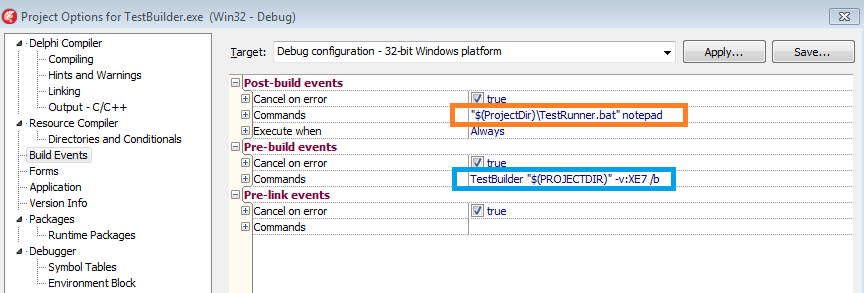 Project Options for TestBuilder.exe (Win32 - Debug)
Delphi Compiler
Compiling
Hints and Warnings
Linking
Output - C/C++
Resource Compiler
Directories and Conditionals
Build Events
Forms
Application
Version Info
Packages
Runtime Packages
Debugger
Symbol Tables
Environment Block
Target: Debug configuration - 32-bit Windows platform Apply... Save...
Post-build events
Cancel on error true
Commands "$(ProjectDir)\TestRunner.bat" notepad
Execute when Always
Pre-build events
Cancel on error true
Commands TestBuilder "$(PROJECTDIR)" -v:XE7 /b
Pre-link events
Cancel on error true
Commands